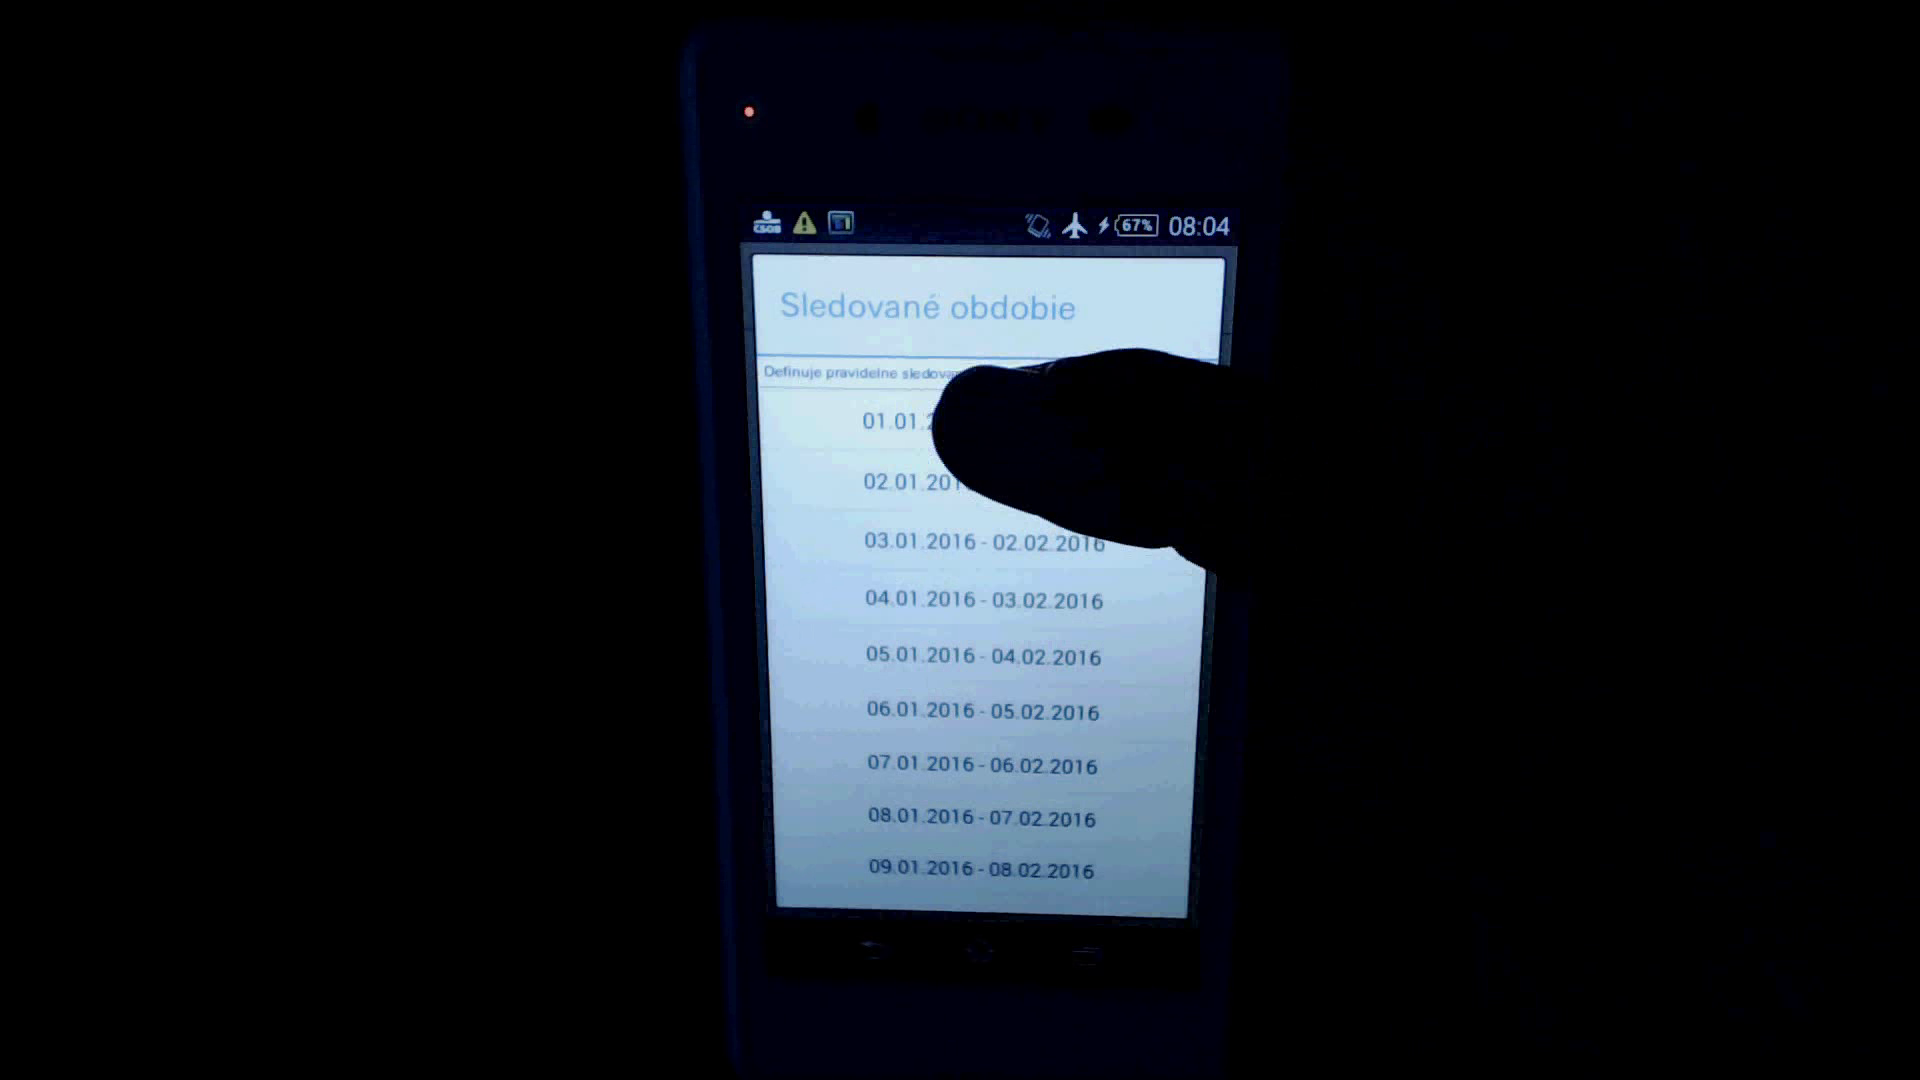 ČSOB
67% 08:04
Sledované obdobie
Definuje pravidelne
01.01.
02.01.201
03.01.2016 - 02.02.2016
04.01.2016 - 03.02.2016
05.01.2016 - 04.02.2016
06.01.2016 - 05.02.2016
07.01.2016 - 06.02.2016
08.01.2016 - 07.02.2016
09.01.2016 - 08.02.2016